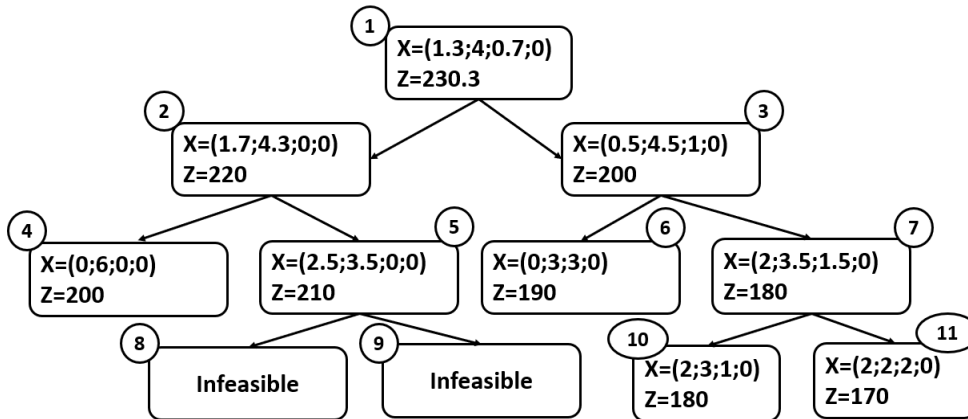 1
X=(1.3;4;0.7;0)
Z=230.3
2
X=(1.7;4.3;0;0)
Z=220
3
X=(0.5;4.5;1;0)
Z=200
4
X=(0;6;0;0)
Z=200
5
X=(2.5;3.5;0;0)
Z=210
6
X=(0;3;3;0)
Z=190
7
X=(2;3.5;1.5;0)
Z=180
8
Infeasible
9
Infeasible
10
X=(2;3;1;0)
Z=180
11
X=(2;2;2;0)
Z=170